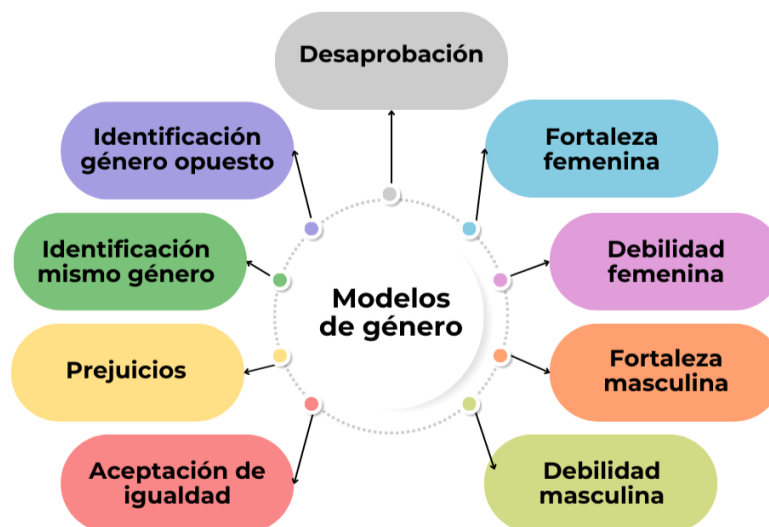 Desaprobación
Identificación
género opuesto
Fortaleza
femenina
Identificación
mismo género
Debilidad
femenina
Modelos
de género
Prejuicios
Fortaleza
masculina
Aceptación de
igualdad
Debilidad
masculina